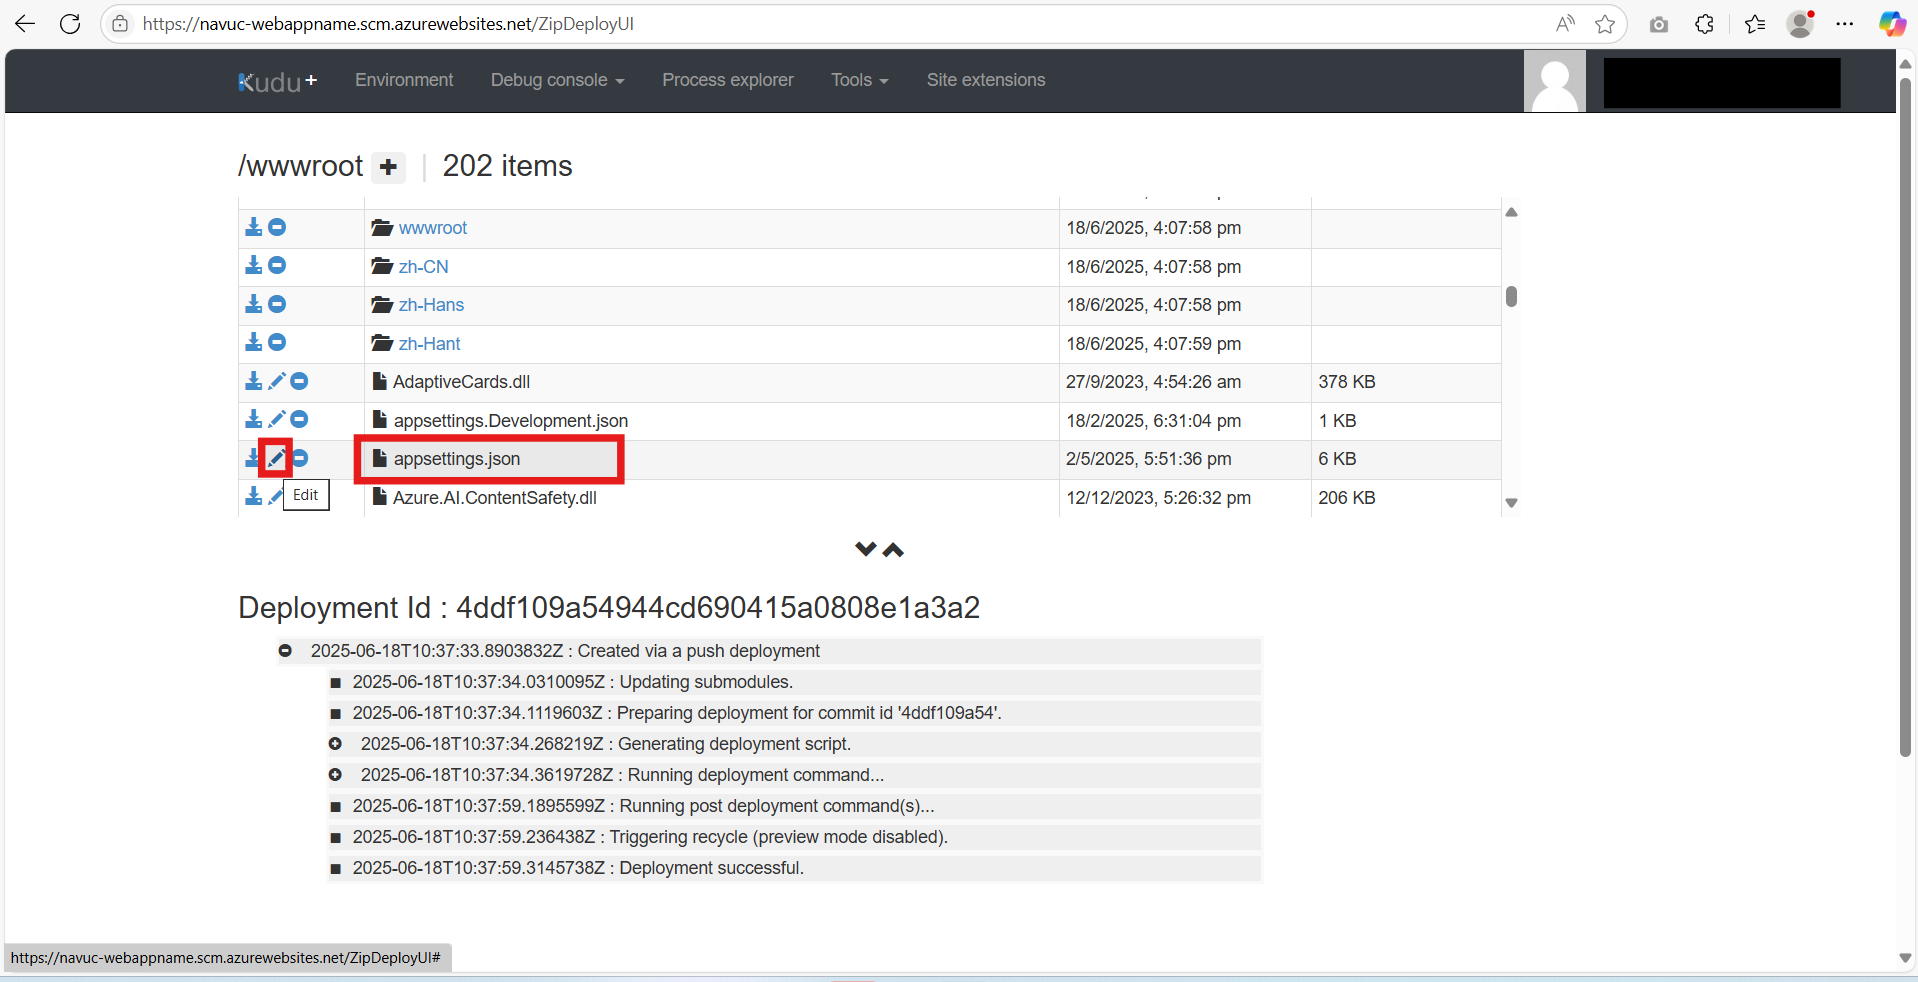 https://navuc-webappname.scm.azurewebsites.net/ZipDeployUI
Kudu+ Environment Debug console Process explorer Tools Site extensions
/wwwroot + | 202 items
wwwroot 18/6/2025, 4:07:58 pm
zh-CN 18/6/2025, 4:07:58 pm
zh-Hans 18/6/2025, 4:07:58 pm
zh-Hant 18/6/2025, 4:07:59 pm
AdaptiveCards.dll 27/9/2023, 4:54:26 am 378 KB
appsettings.Development.json 18/2/2025, 6:31:04 pm 1 KB
appsettings.json 2/5/2025, 5:51:36 pm 6 KB
Edit
Azure.AI.ContentSafety.dll 12/12/2023, 5:26:32 pm 206 KB
Deployment Id : 4ddf109a54944cd690415a0808e1a3a2
2025-06-18T10:37:33.8903832Z : Created via a push deployment
2025-06-18T10:37:34.0310095Z : Updating submodules.
2025-06-18T10:37:34.1119603Z : Preparing deployment for commit id '4ddf109a54'.
2025-06-18T10:37:34.268219Z : Generating deployment script.
2025-06-18T10:37:34.3619728Z : Running deployment command...
2025-06-18T10:37:59.1895599Z : Running post deployment command(s)...
2025-06-18T10:37:59.236438Z : Triggering recycle (preview mode disabled).
2025-06-18T10:37:59.3145738Z : Deployment successful.
https://navuc-webappname.scm.azurewebsites.net/ZipDeployUI#